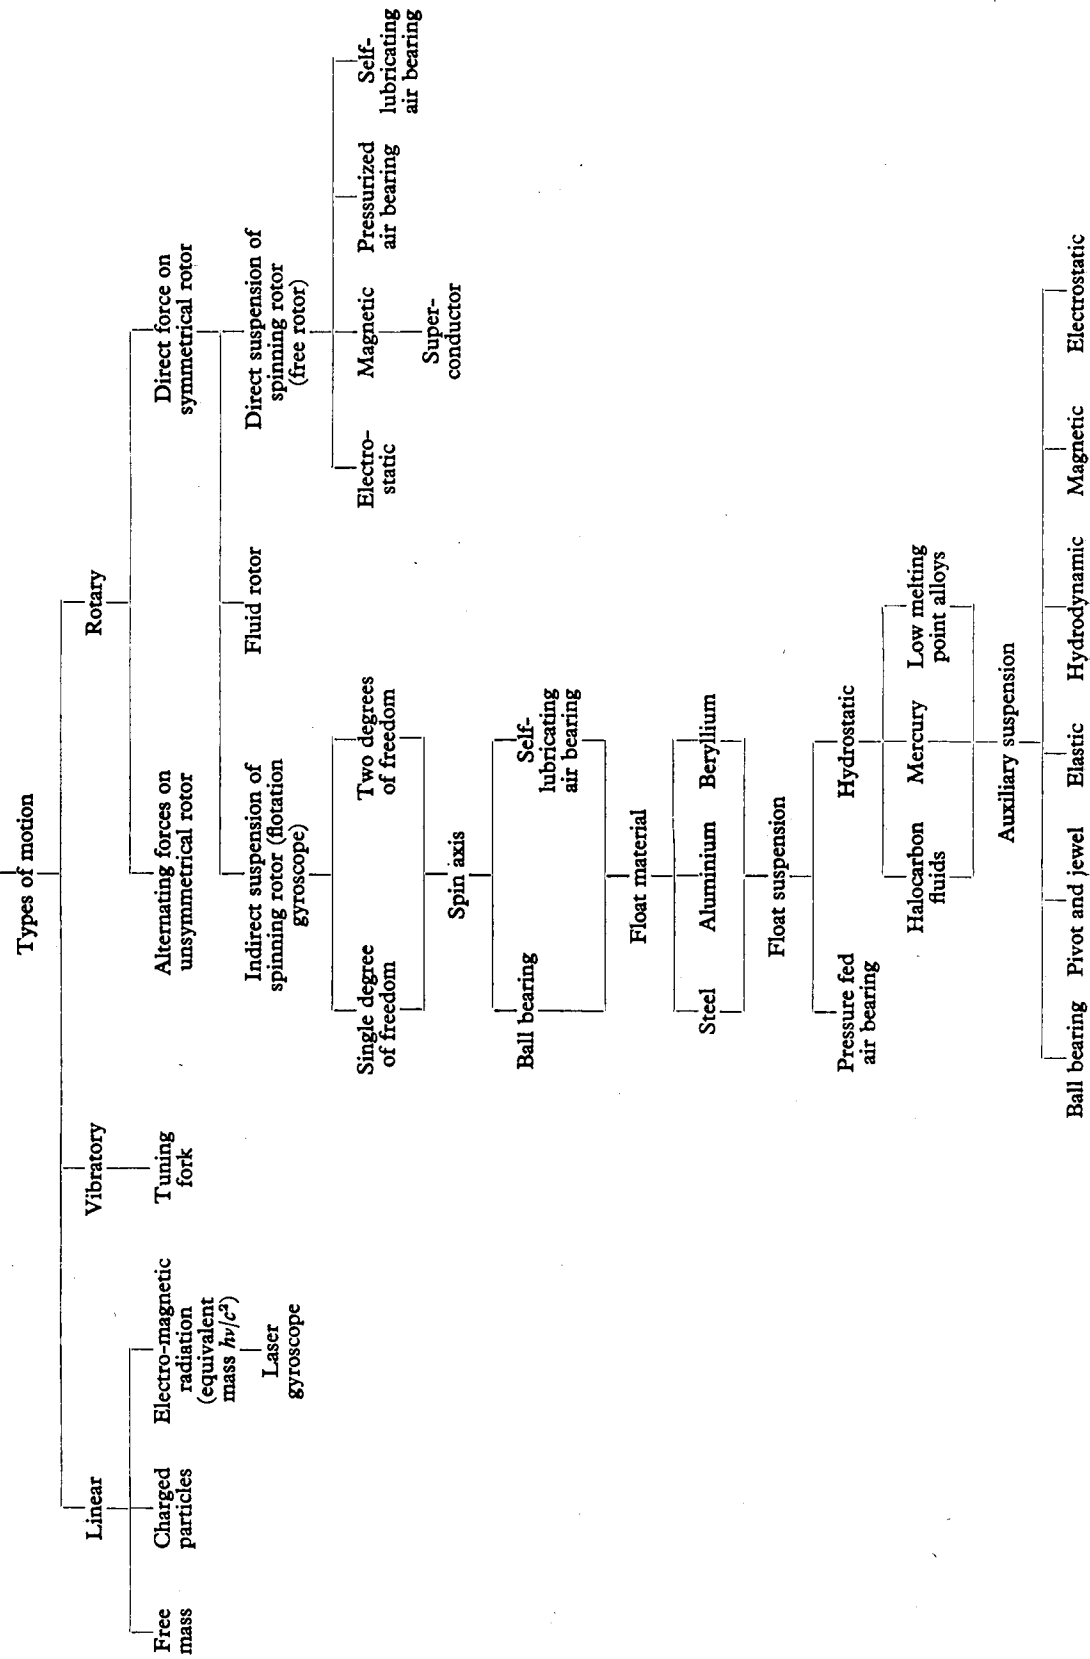 Types of motion
Linear
Vibratory
Rotary
Free
mass
Charged
particles
Electro-magnetic
radiation
(equivalent
mass hν/c²)
Laser
gyroscope
Tuning
fork
Alternating forces on
unsymmetrical rotor
Direct force on
symmetrical rotor
Indirect suspension of
spinning rotor (flotation
gyroscope)
Fluid rotor
Direct suspension of
spinning rotor
(free rotor)
Single degree
of freedom
Two degrees
of freedom
Electro-
static
Magnetic
Pressurized
air bearing
Self-
lubricating
air bearing
Super-
conductor
Spin axis
Ball bearing
Self-
lubricating
air bearing
Float material
Steel
Aluminium
Beryllium
Float suspension
Pressure fed
air bearing
Hydrostatic
Halocarbon
fluids
Mercury
Low melting
point alloys
Auxiliary suspension
Ball bearing
Pivot and jewel
Elastic
Hydrodynamic
Magnetic
Electrostatic